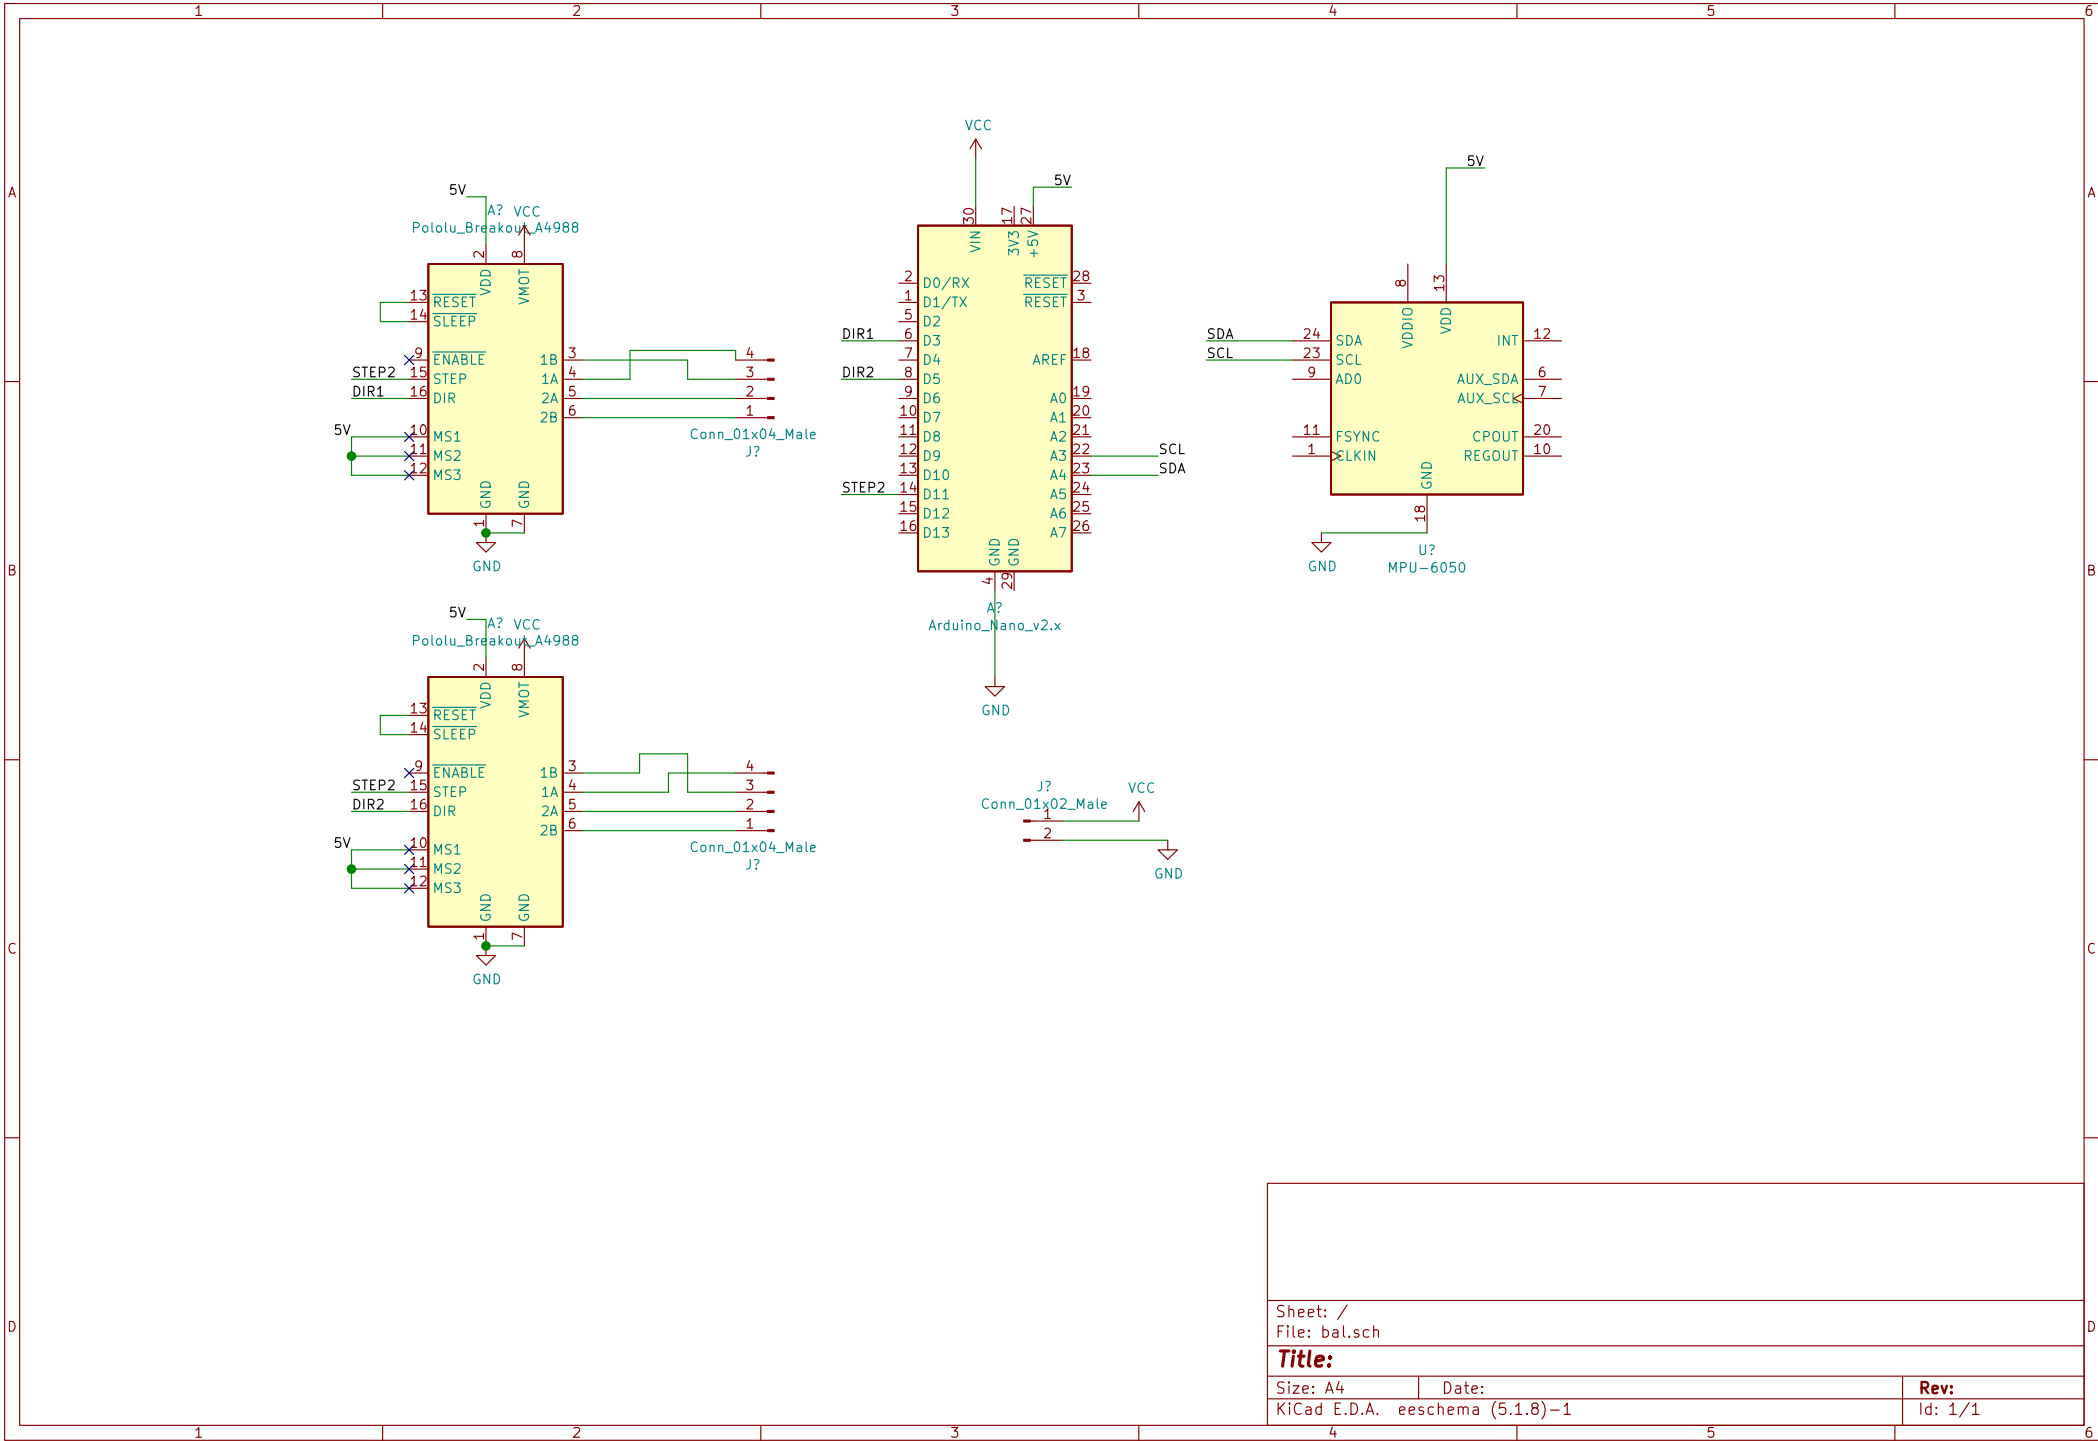 1 2 3 4 5 6
A
B
C
D
5V
A? VCC
Pololu_Breakout_A4988
2 8
VDD VMOT
13 RESET
14 SLEEP
9 ENABLE
STEP2 15 STEP
DIR1 16 DIR
5V 10 MS1
11 MS2
12 MS3
1B 3
1A 4
2A 5
2B 6
GND GND
1 7
GND
4
3
2
1
Conn_01x04_Male
J?
5V
A? VCC
Pololu_Breakout_A4988
2 8
VDD VMOT
13 RESET
14 SLEEP
9 ENABLE
STEP2 15 STEP
DIR2 16 DIR
5V 10 MS1
11 MS2
12 MS3
1B 3
1A 4
2A 5
2B 6
GND GND
1 7
GND
4
3
2
1
Conn_01x04_Male
J?
VCC
5V
30 17 27
VIN 3V3 +5V
2 D0/RX
1 D1/TX
5 D2
DIR1 6 D3
7 D4
DIR2 8 D5
9 D6
10 D7
11 D8
12 D9
13 D10
STEP2 14 D11
15 D12
16 D13
RESET 28
RESET 3
AREF 18
A0 19
A1 20
A2 21
A3 22 SCL
A4 23 SDA
A5 24
A6 25
A7 26
GND GND
4 29
A?
Arduino_Nano_v2.x
GND
J?
Conn_01x02_Male
1
2
VCC
GND
5V
8 13
VDDIO VDD
SDA 24 SDA
SCL 23 SCL
9 AD0
11 FSYNC
1 CLKIN
INT 12
AUX_SDA 6
AUX_SCL 7
CPOUT 20
REGOUT 10
GND
18
GND
U?
MPU-6050
Sheet: /
File: bal.sch
Title:
Size: A4 Date: Rev:
KiCad E.D.A. eeschema (5.1.8)-1 Id: 1/1
A
B
C
D
1 2 3 4 5 6